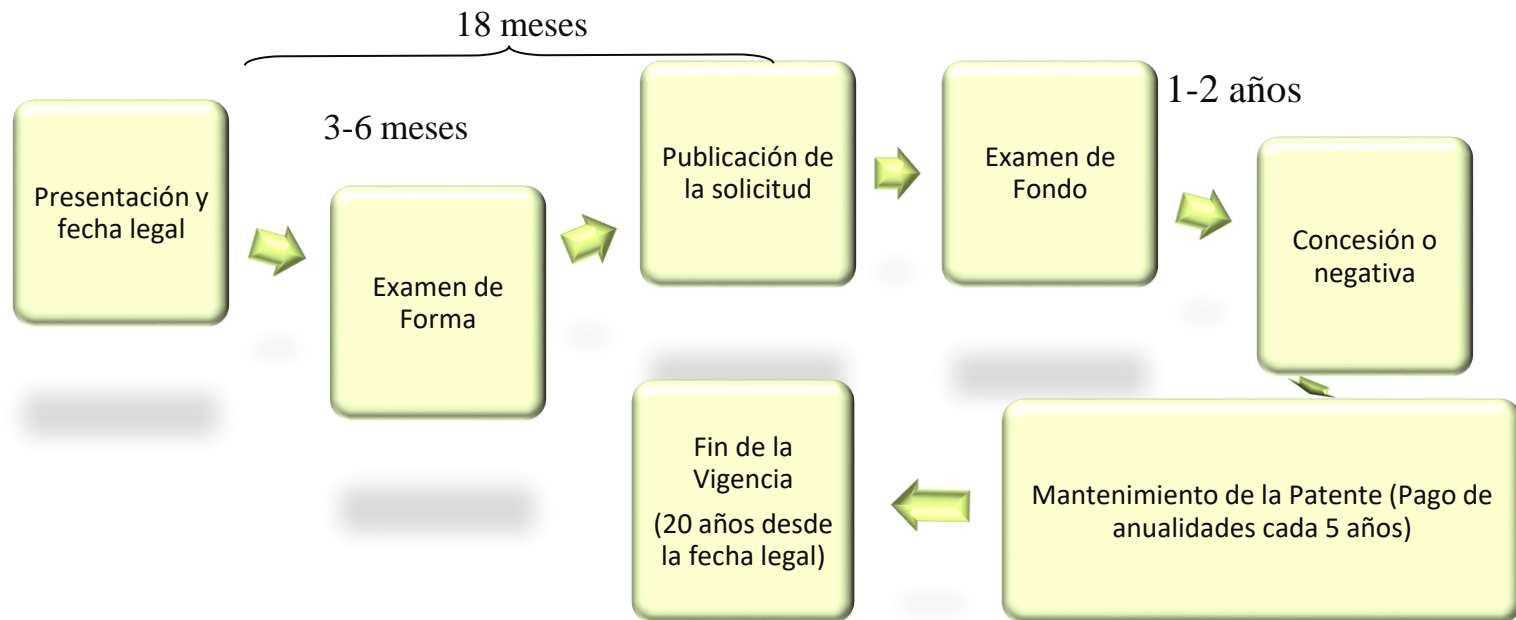 18 meses
Presentación y
fecha legal
3-6 meses
Examen de
Forma
Publicación de
la solicitud
Examen de
Fondo
1-2 años
Concesión o
negativa
Mantenimiento de la Patente (Pago de
anualidades cada 5 años)
Fin de la
Vigencia
(20 años desde
la fecha legal)